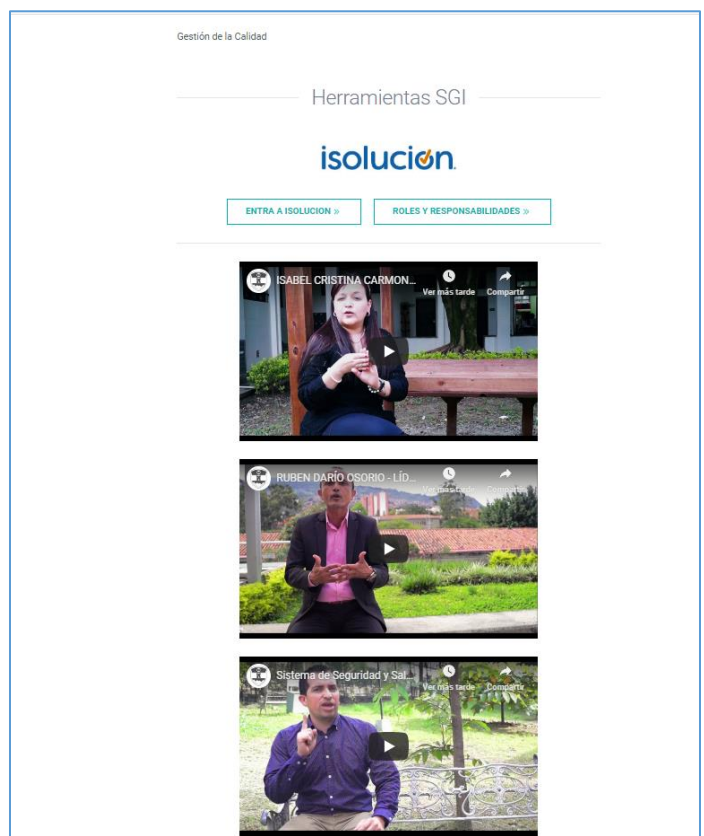 Gestión de la Calidad
Herramientas SGI
isolución
ENTRA A ISOLUCION »
ROLES Y RESPONSABILIDADES »
ISABEL CRISTINA CARMON...
Ver más tarde
Compartir
RUBEN DARÍO OSORIO - LÍD...
Ver más tarde
Compartir
Sistema de Seguridad y Sal...
Ver más tarde
Compartir